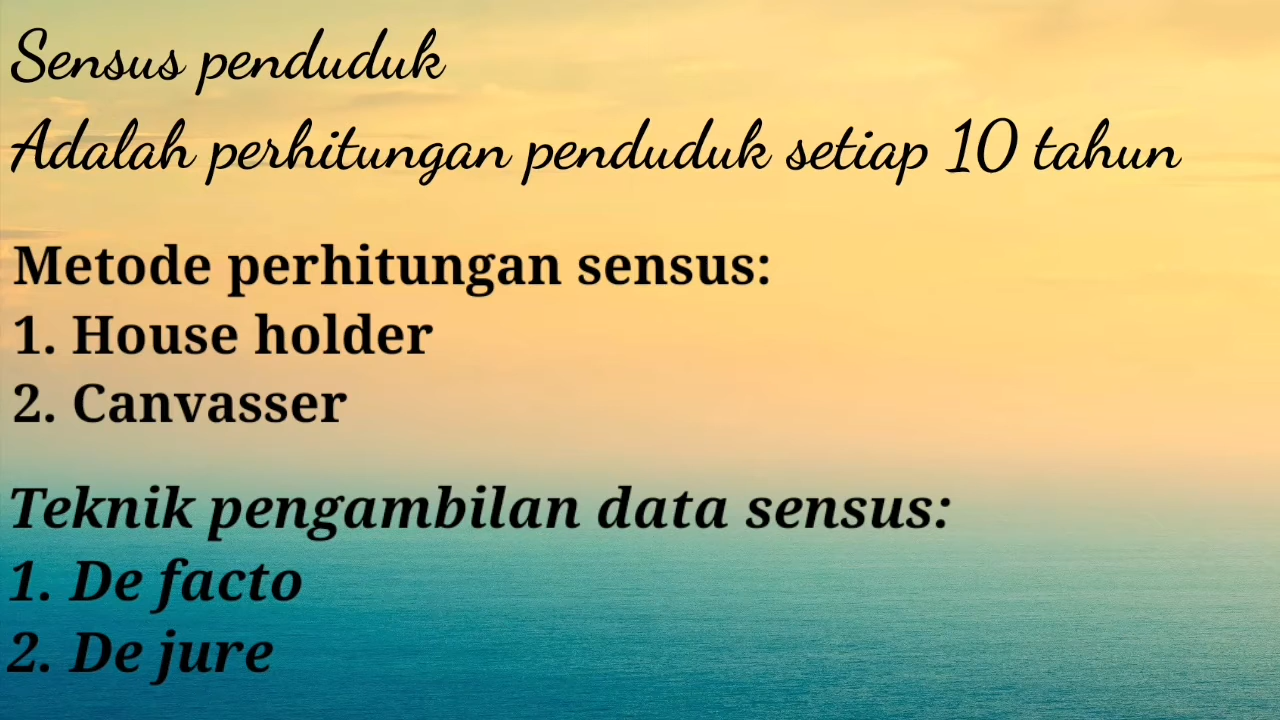 Sensus penduduk
Adalah perhitungan penduduk setiap 10 tahun
Metode perhitungan sensus:
1. House holder
2. Canvasser
Teknik pengambilan data sensus:
1. De facto
2. De jure